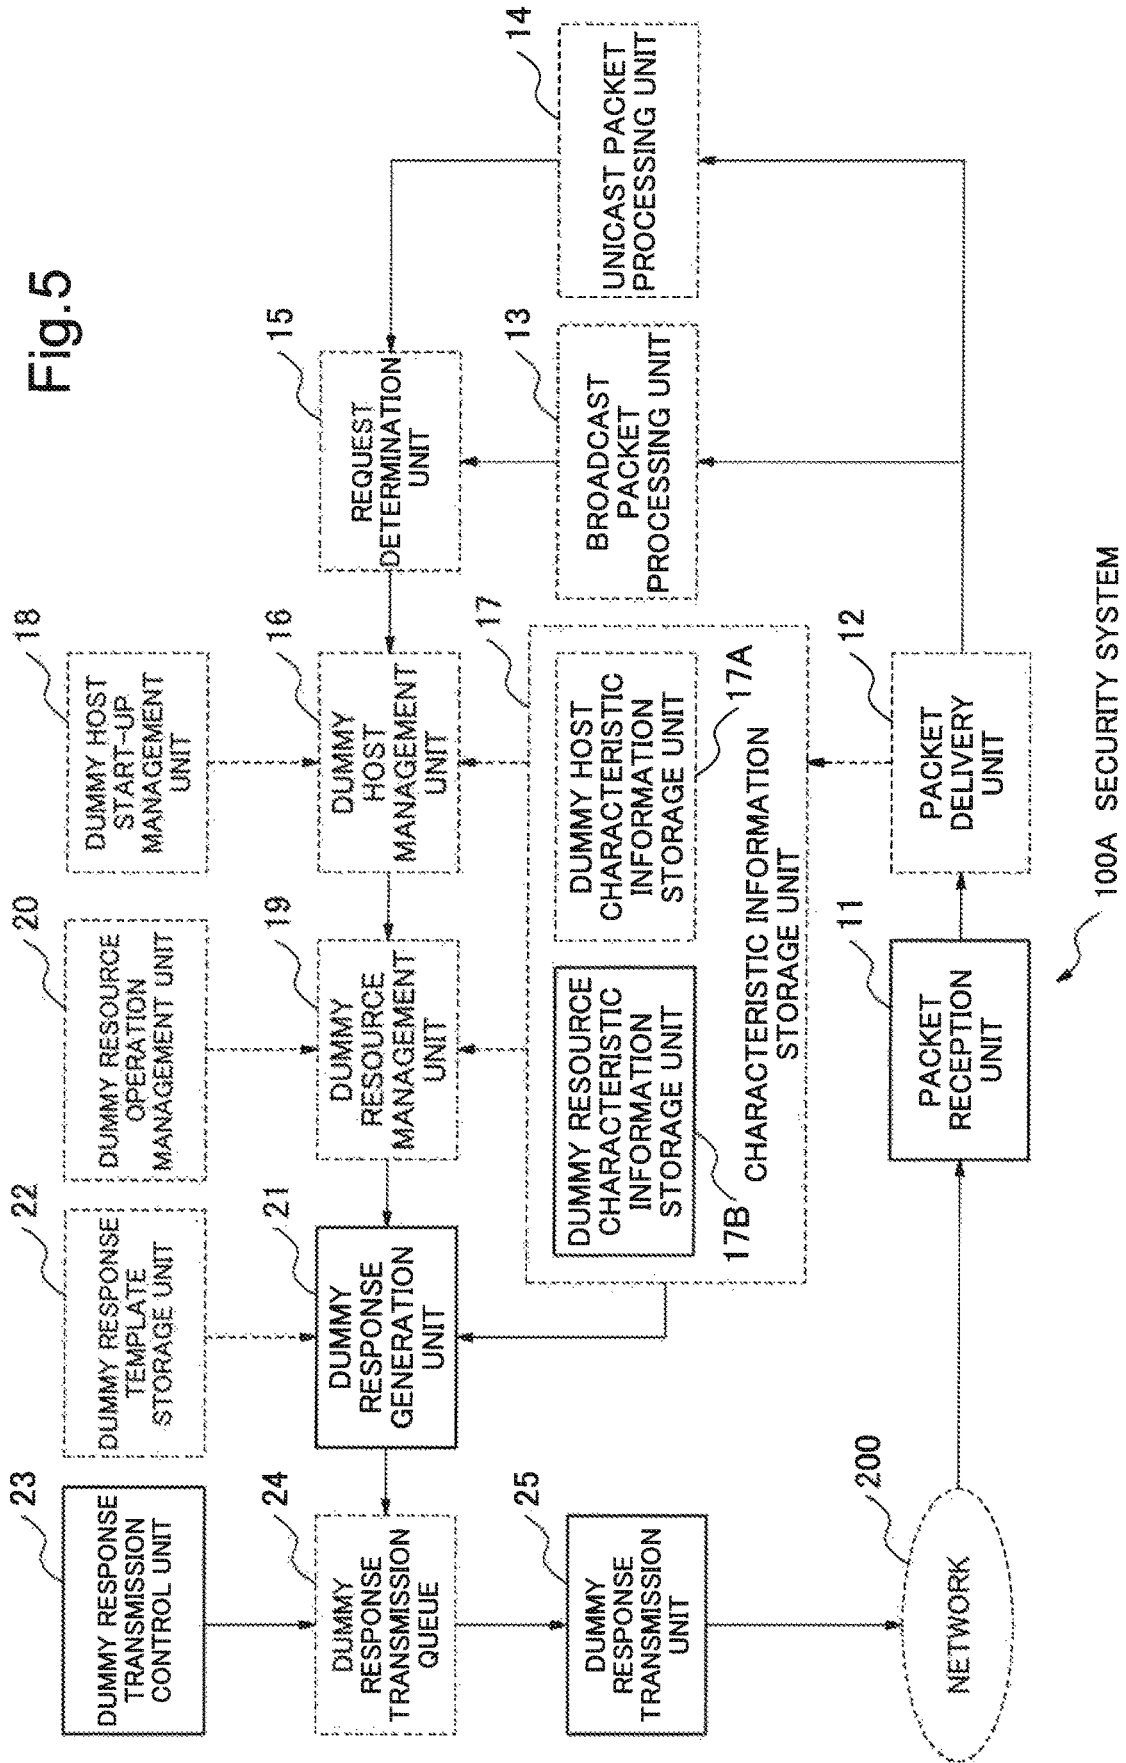 Fig.5
23
DUMMY RESPONSE
TRANSMISSION
CONTROL UNIT
22
DUMMY RESPONSE
TEMPLATE
STORAGE UNIT
20
DUMMY RESOURCE
OPERATION
MANAGEMENT UNIT
18
DUMMY HOST
START-UP
MANAGEMENT
UNIT
24
DUMMY
RESPONSE
TRANSMISSION
QUEUE
21
DUMMY
RESPONSE
GENERATION
UNIT
19
DUMMY
RESOURCE
MANAGEMENT
UNIT
16
DUMMY
HOST
MANAGEMENT
UNIT
15
REQUEST
DETERMINATION
UNIT
25
DUMMY
RESPONSE
TRANSMISSION
UNIT
17
DUMMY RESOURCE
CHARACTERISTIC
INFORMATION
STORAGE UNIT
17B
DUMMY HOST
CHARACTERISTIC
INFORMATION
STORAGE UNIT
17A
CHARACTERISTIC INFORMATION
STORAGE UNIT
13
BROADCAST
PACKET
PROCESSING UNIT
14
UNICAST PACKET
PROCESSING UNIT
200
NETWORK
11
PACKET
RECEPTION
UNIT
12
PACKET
DELIVERY
UNIT
100A SECURITY SYSTEM